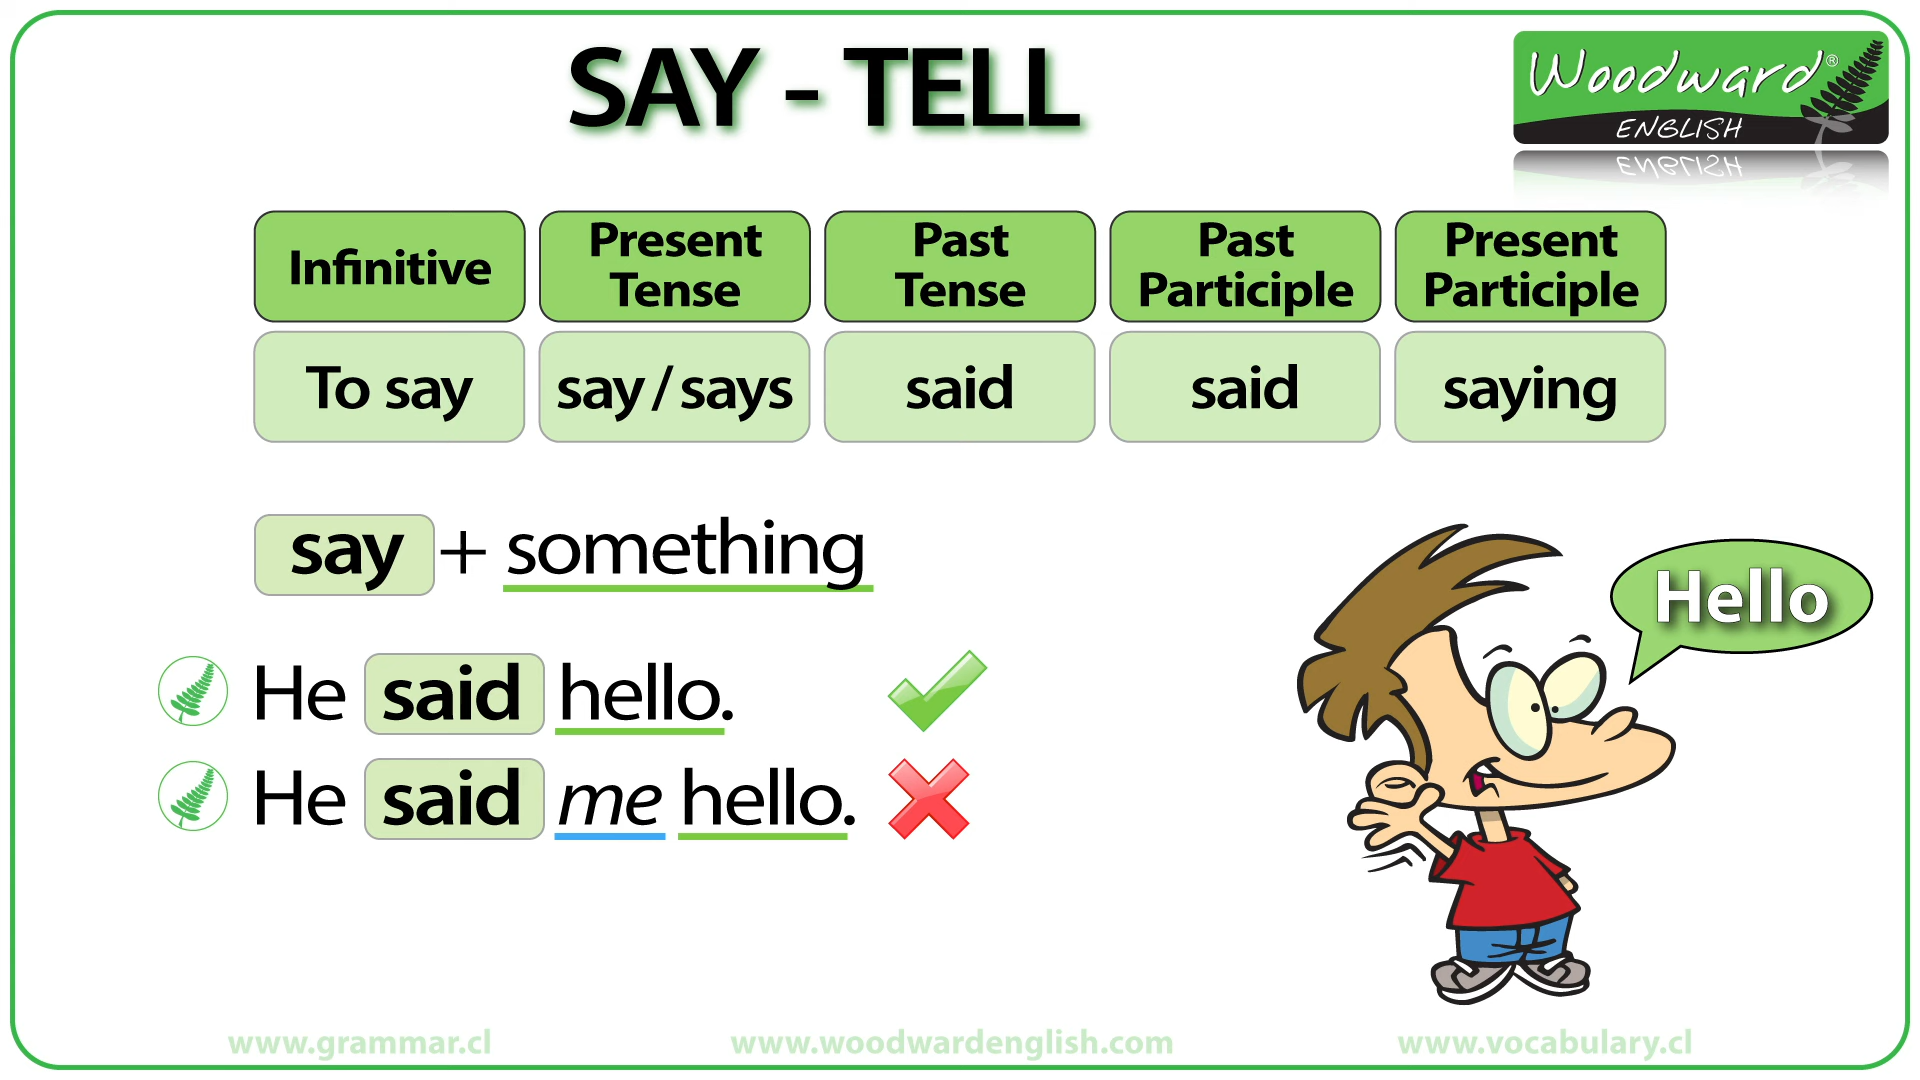 SAY - TELL
Woodward®
ENGLISH
Infinitive
Present
Tense
Past
Tense
Past
Participle
Present
Participle
To say
say / says
said
said
saying
say + something
Hello
He said hello.
He said me hello.
www.grammar.cl
www.woodwardenglish.com
www.vocabulary.cl